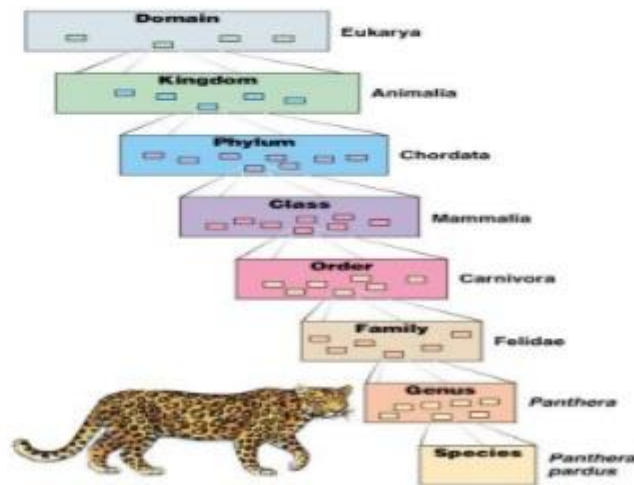 Domain
Eukarya
Kingdom
Animalia
Phylum
Chordata
Class
Mammalia
Order
Carnivora
Family
Felidae
Genus
Panthera
Species
Panthera
pardus